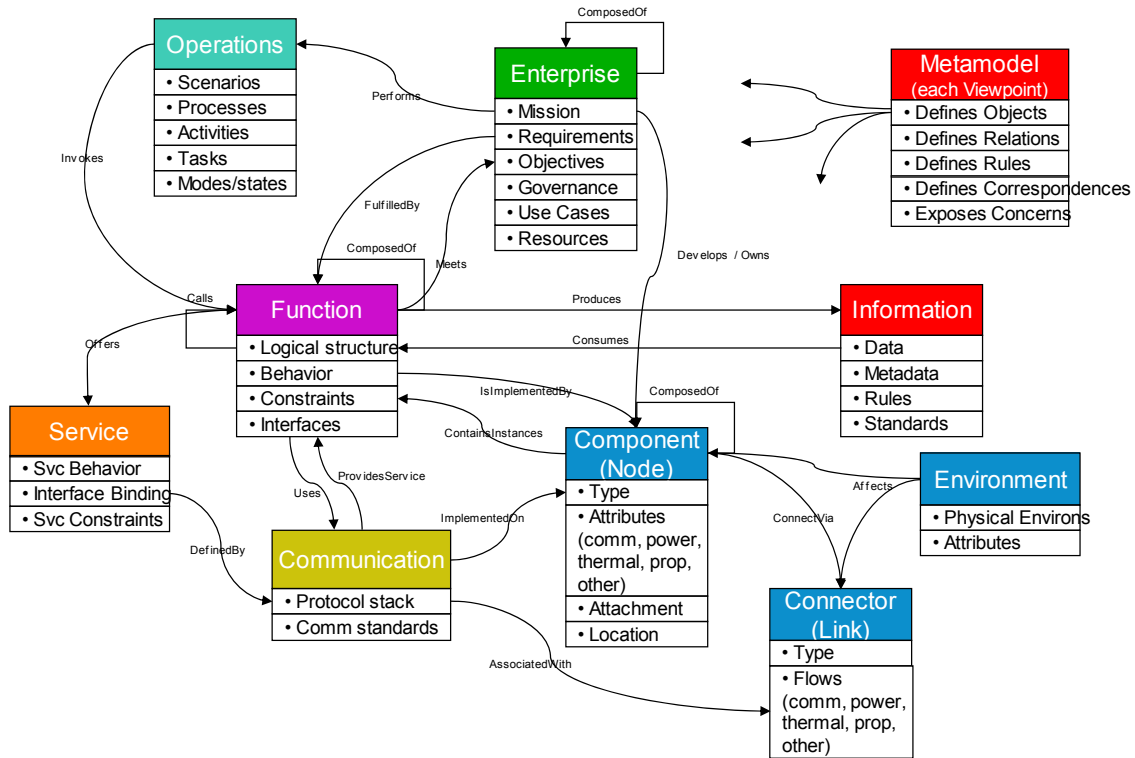 ComposedOf
Operations
• Scenarios
• Processes
• Activities
• Tasks
• Modes/states
Performs
Enterprise
• Mission
• Requirements
• Objectives
• Governance
• Use Cases
• Resources
Metamodel
(each Viewpoint)
• Defines Objects
• Defines Relations
• Defines Rules
• Defines Correspondences
• Exposes Concerns
Invokes
FulfilledBy
ComposedOf
Meets
Develops / Owns
Calls
Function
• Logical structure
• Behavior
• Constraints
• Interfaces
Produces
Consumes
Information
• Data
• Metadata
• Rules
• Standards
Offers
IsImplementedBy
ComposedOf
ContainsInstances
Service
• Svc Behavior
• Interface Binding
• Svc Constraints
Uses
ProvidesService
Component
(Node)
• Type
• Attributes
(comm, power,
thermal, prop,
other)
• Attachment
• Location
Affects
ConnectVia
Environment
• Physical Environs
• Attributes
DefinedBy
ImplementedOn
Communication
• Protocol stack
• Comm standards
AssociatedWith
Connector
(Link)
• Type
• Flows
(comm, power,
thermal, prop,
other)